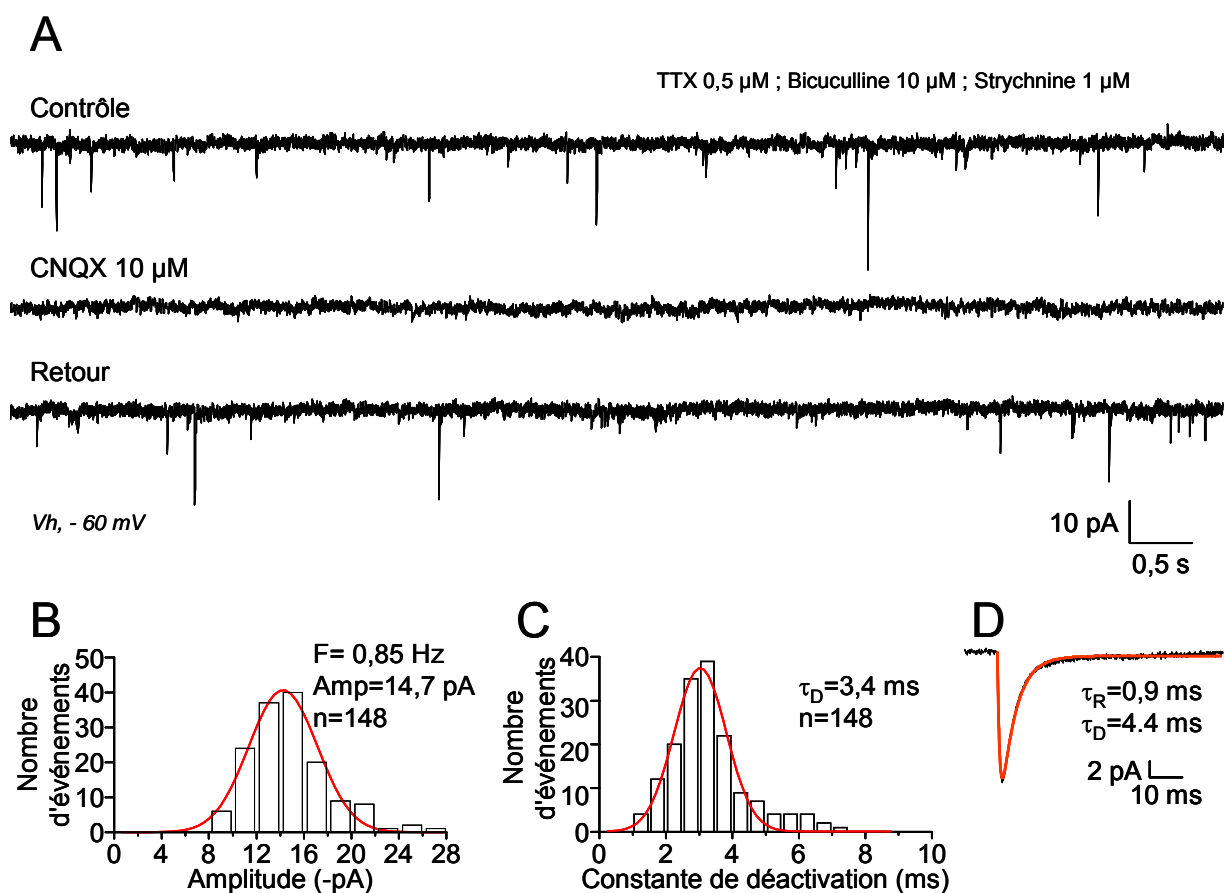 A
TTX 0,5 µM ; Bicuculline 10 µM ; Strychnine 1 µM
Contrôle
CNQX 10 µM
Retour
Vh, - 60 mV
10 pA
0,5 s
B
F= 0,85 Hz
Amp=14,7 pA
n=148
Nombre
d'événements
50
40
30
20
10
0
0 4 8 12 16 20 24 28
Amplitude (-pA)
C
τD=3,4 ms
n=148
Nombre
d'événements
40
30
20
10
0
0 2 4 6 8 10
Constante de déactivation (ms)
D
τR=0,9 ms
τD=4.4 ms
2 pA
10 ms